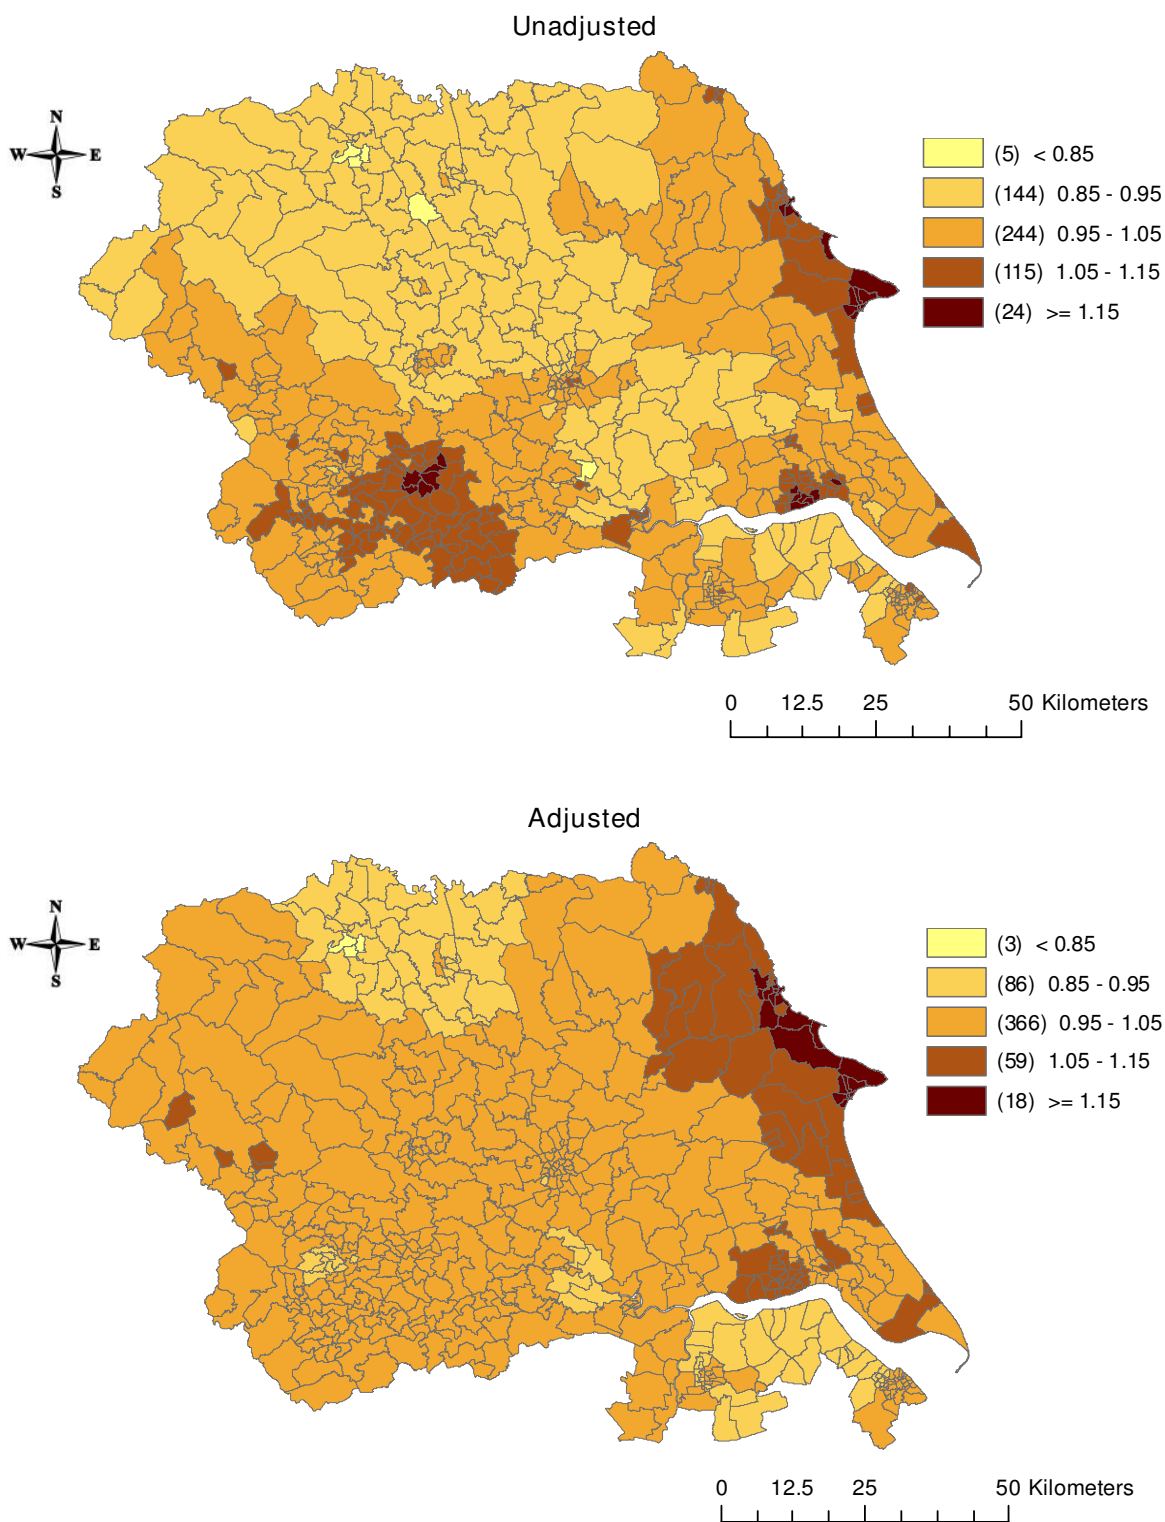 Unadjusted
N
W E
S
(5) < 0.85
(144) 0.85 - 0.95
(244) 0.95 - 1.05
(115) 1.05 - 1.15
(24) >= 1.15
0 12.5 25 50 Kilometers
Adjusted
N
W E
S
(3) < 0.85
(86) 0.85 - 0.95
(366) 0.95 - 1.05
(59) 1.05 - 1.15
(18) >= 1.15
0 12.5 25 50 Kilometers